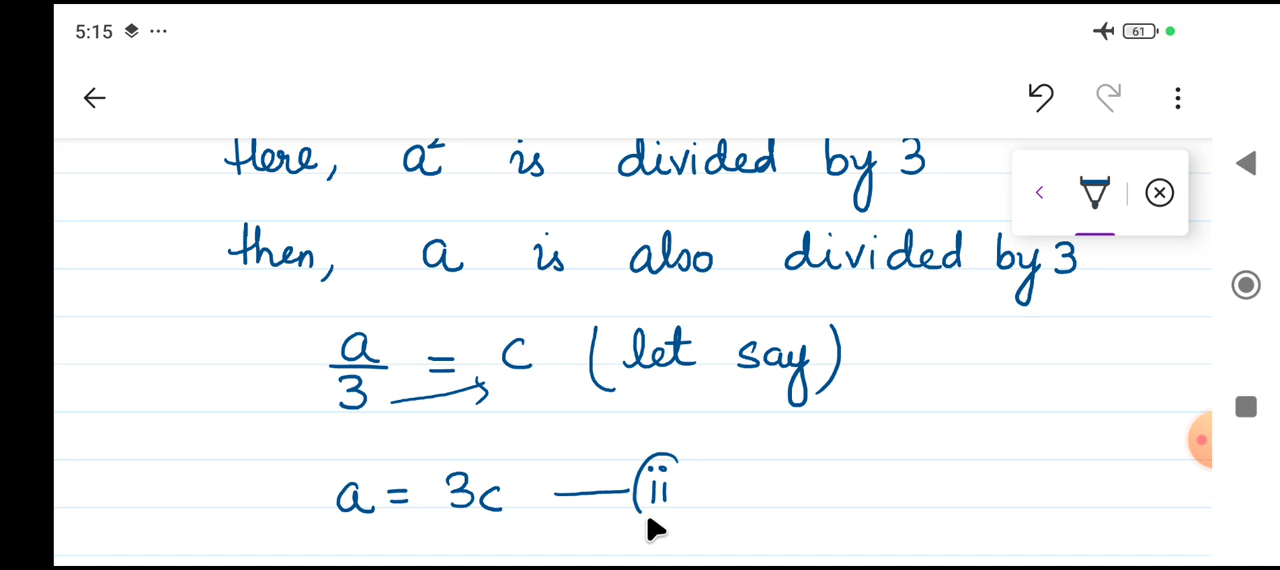 5:15 ...
61
Here, a² is divided by 3
then, a is also divided by 3
a/3 = c (let say)
a = 3c —(ii